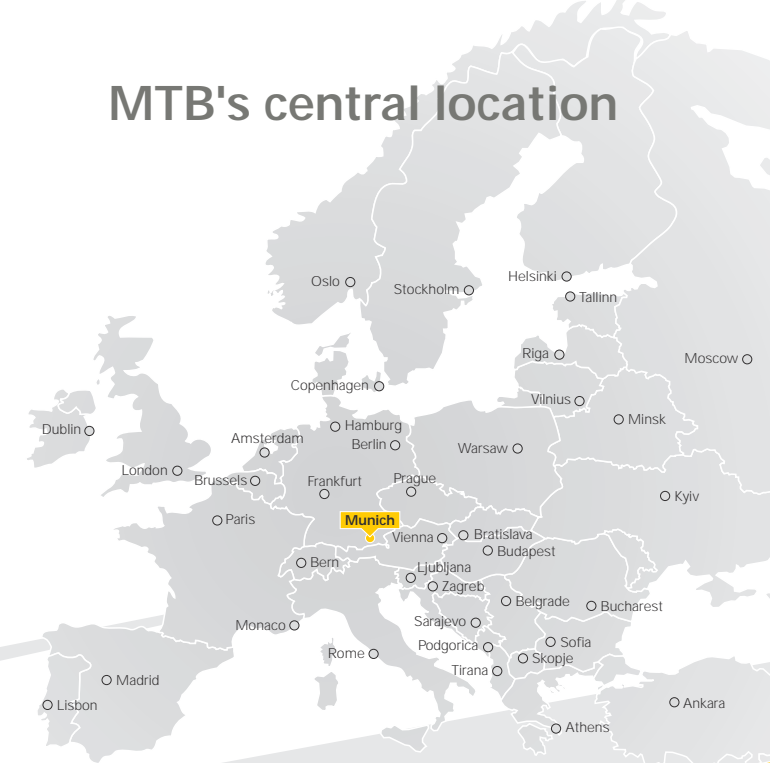 MTB's central location
Oslo
Stockholm
Helsinki
Tallinn
Riga
Moscow
Copenhagen
Vilnius
Minsk
Dublin
Hamburg
Amsterdam
Berlin
Warsaw
London
Brussels
Frankfurt
Prague
Kyiv
Paris
Munich
Vienna
Bratislava
Budapest
Bern
Ljubljana
Zagreb
Belgrade
Bucharest
Monaco
Sarajevo
Rome
Podgorica
Sofia
Skopje
Tirana
Madrid
Lisbon
Ankara
Athens